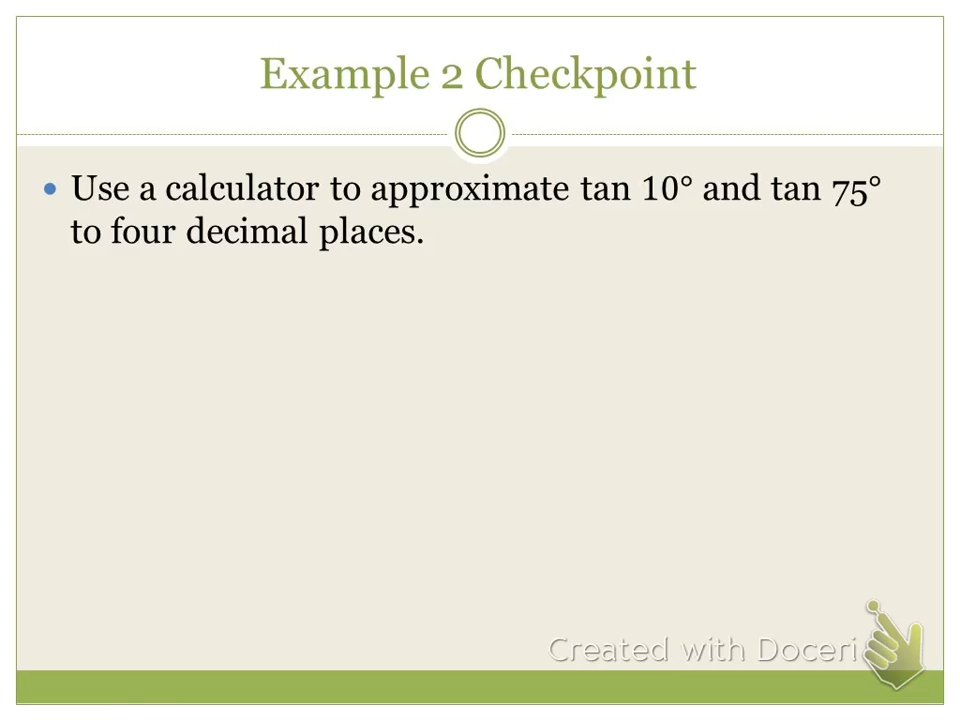 Example 2 Checkpoint
• Use a calculator to approximate tan 10° and tan 75°
to four decimal places.
Created with Doceri